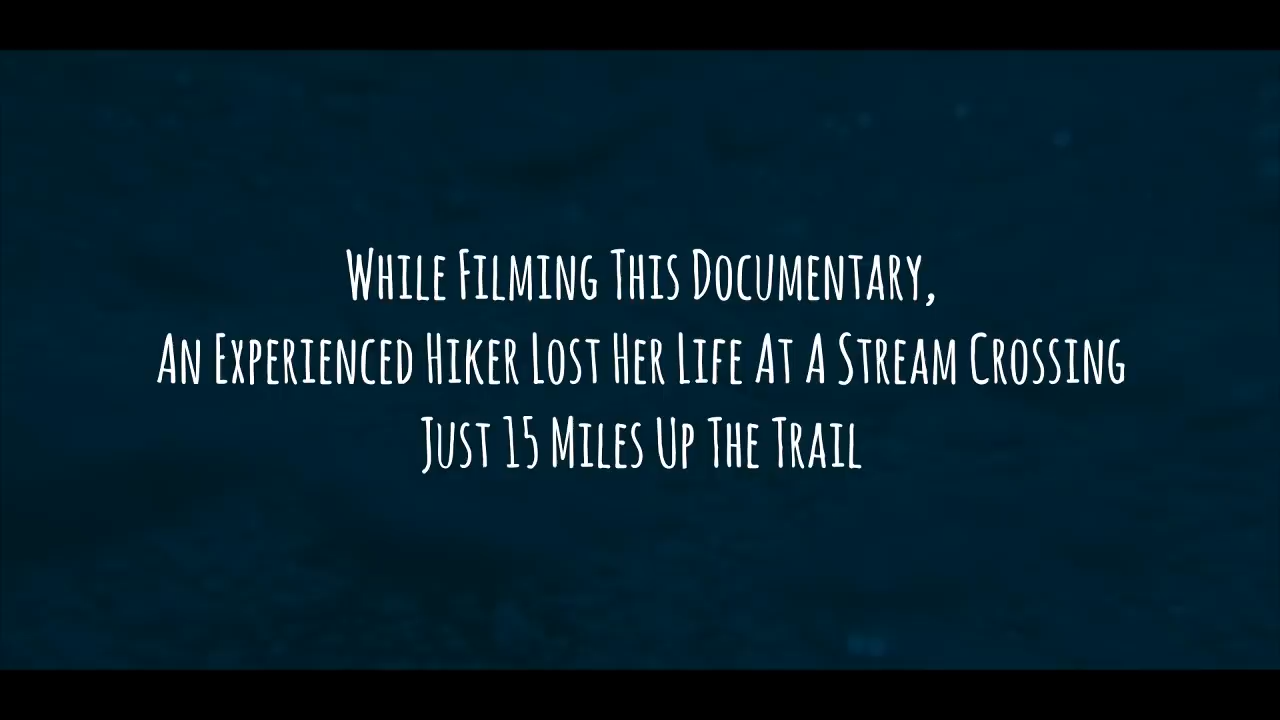 While Filming This Documentary,
An Experienced Hiker Lost Her Life At A Stream Crossing
Just 15 Miles Up The Trail